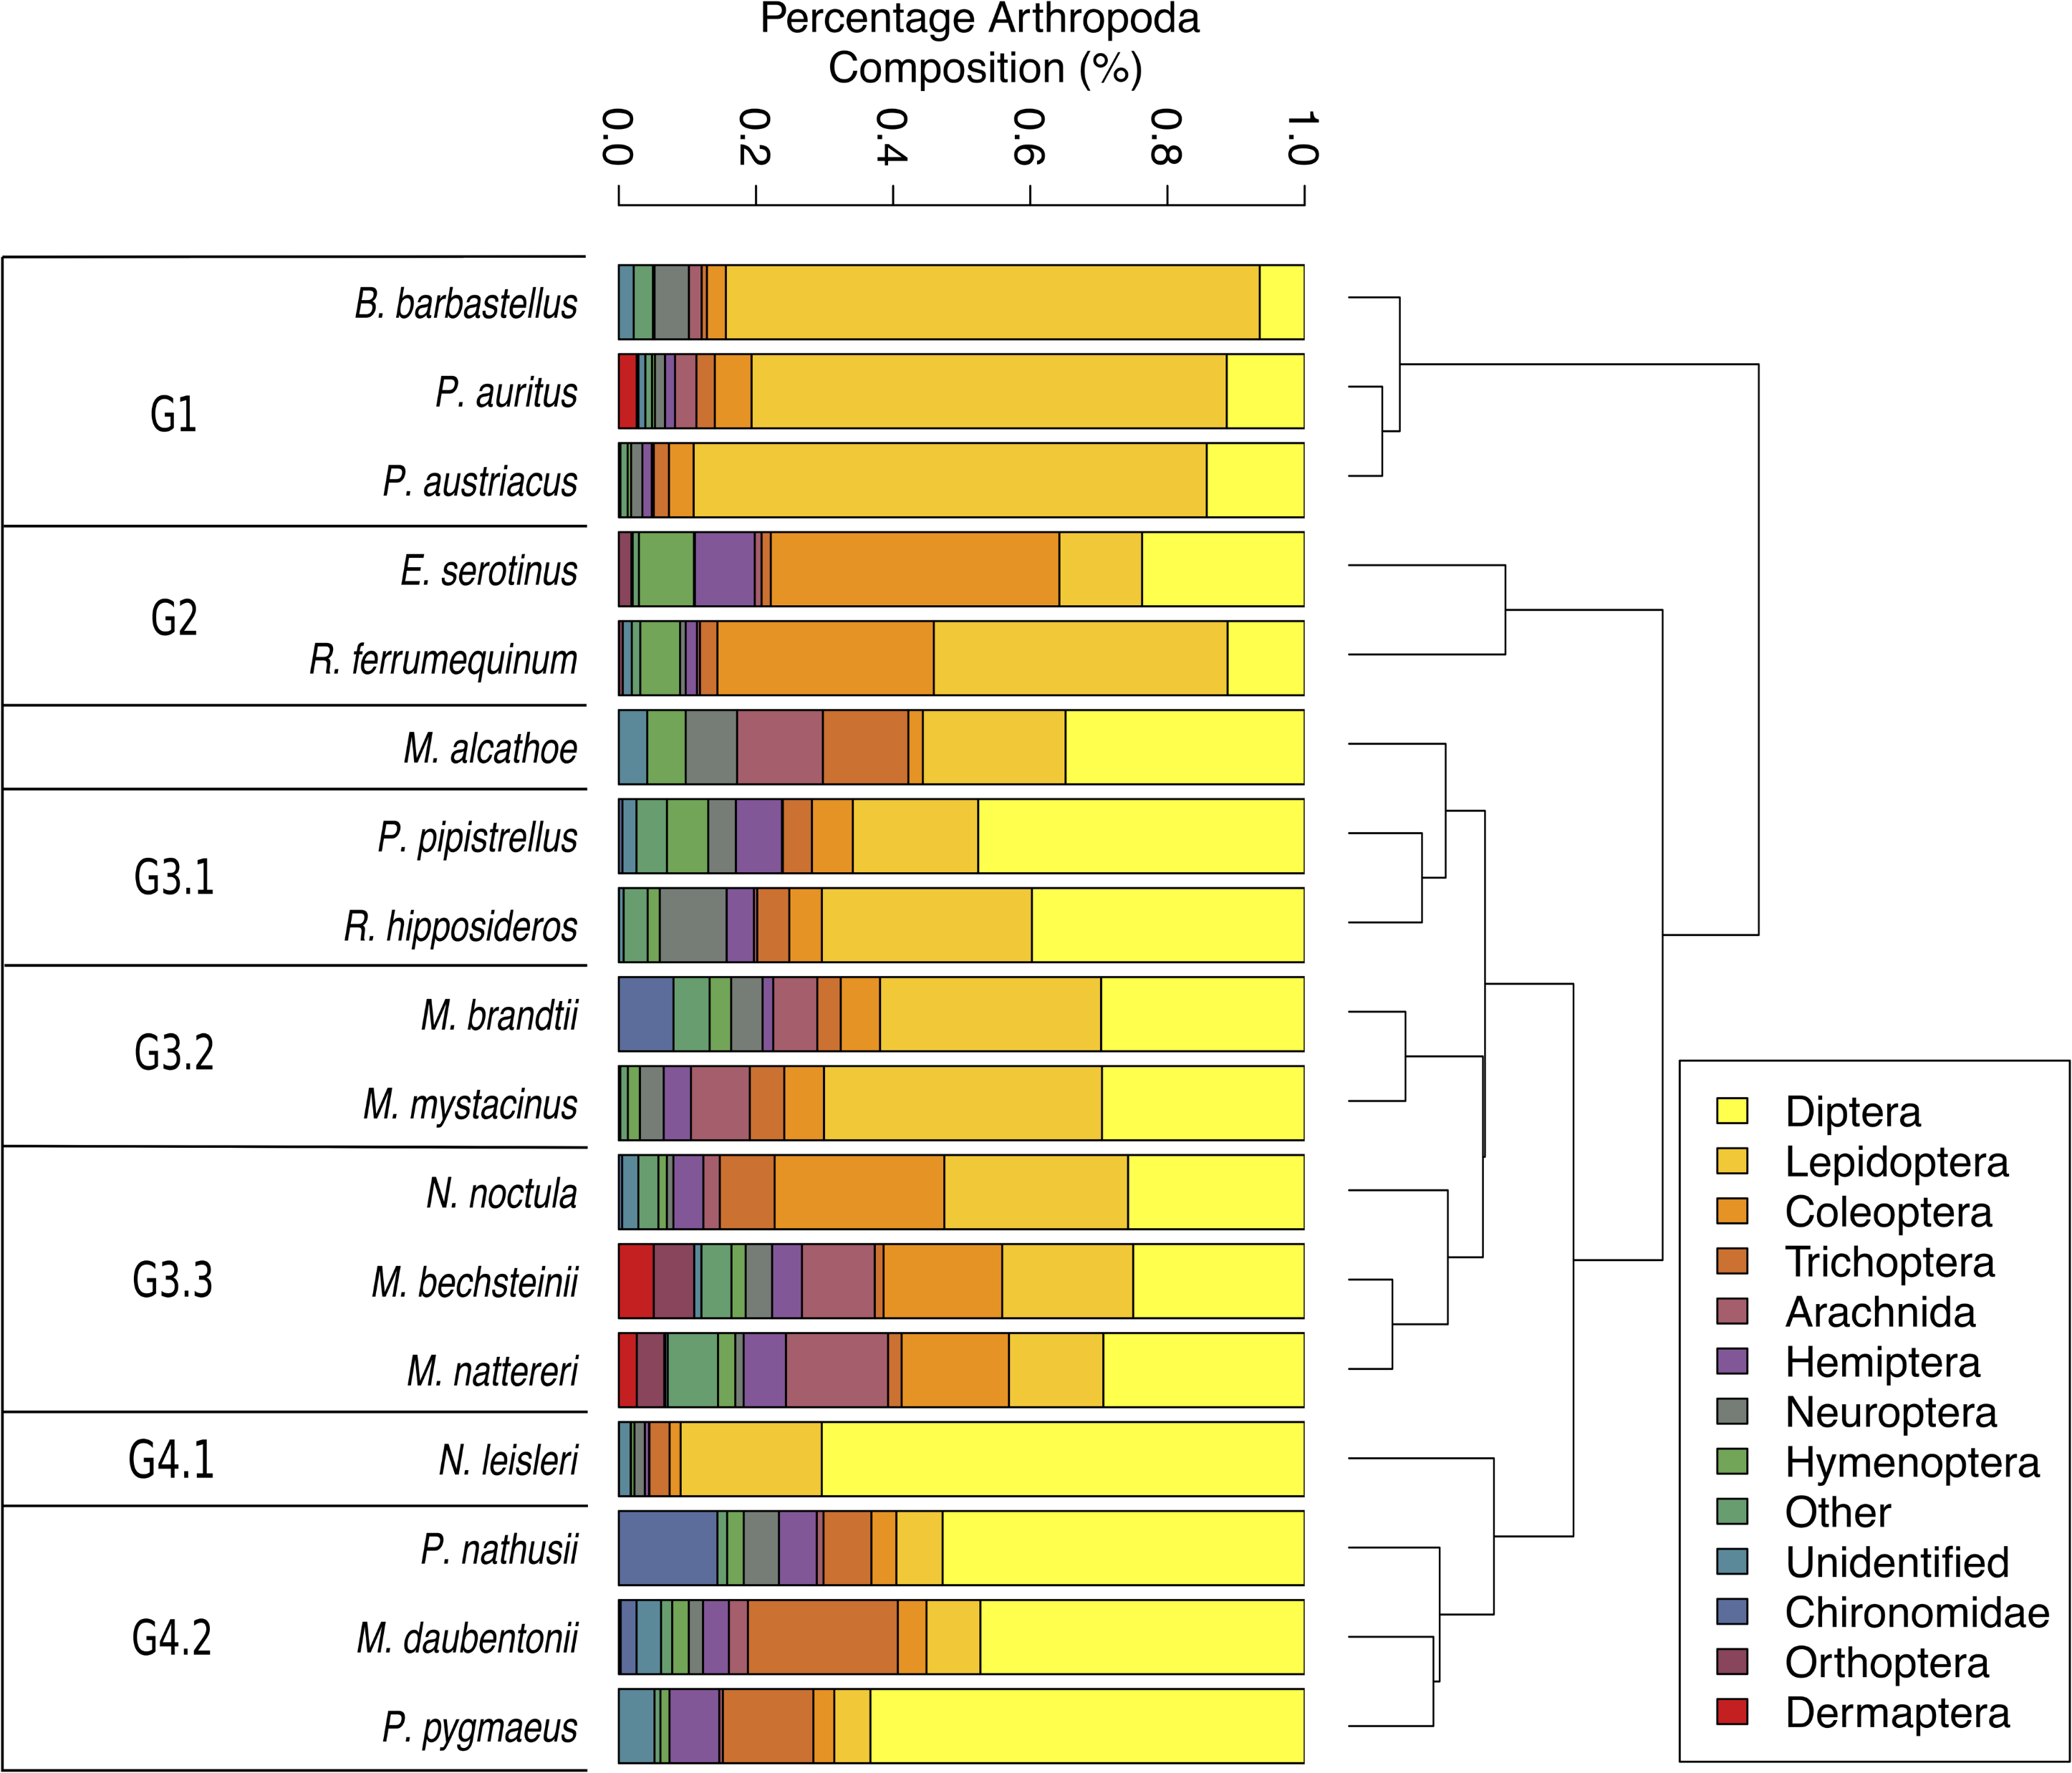 Percentage Arthropoda
Composition (%)
0.0 0.2 0.4 0.6 0.8 1.0
G1
B. barbastellus
P. auritus
P. austriacus
G2
E. serotinus
R. ferrumequinum
M. alcathoe
G3.1
P. pipistrellus
R. hipposideros
G3.2
M. brandtii
M. mystacinus
G3.3
N. noctula
M. bechsteinii
M. nattereri
G4.1
N. leisleri
G4.2
P. nathusii
M. daubentonii
P. pygmaeus
Diptera
Lepidoptera
Coleoptera
Trichoptera
Arachnida
Hemiptera
Neuroptera
Hymenoptera
Other
Unidentified
Chironomidae
Orthoptera
Dermaptera